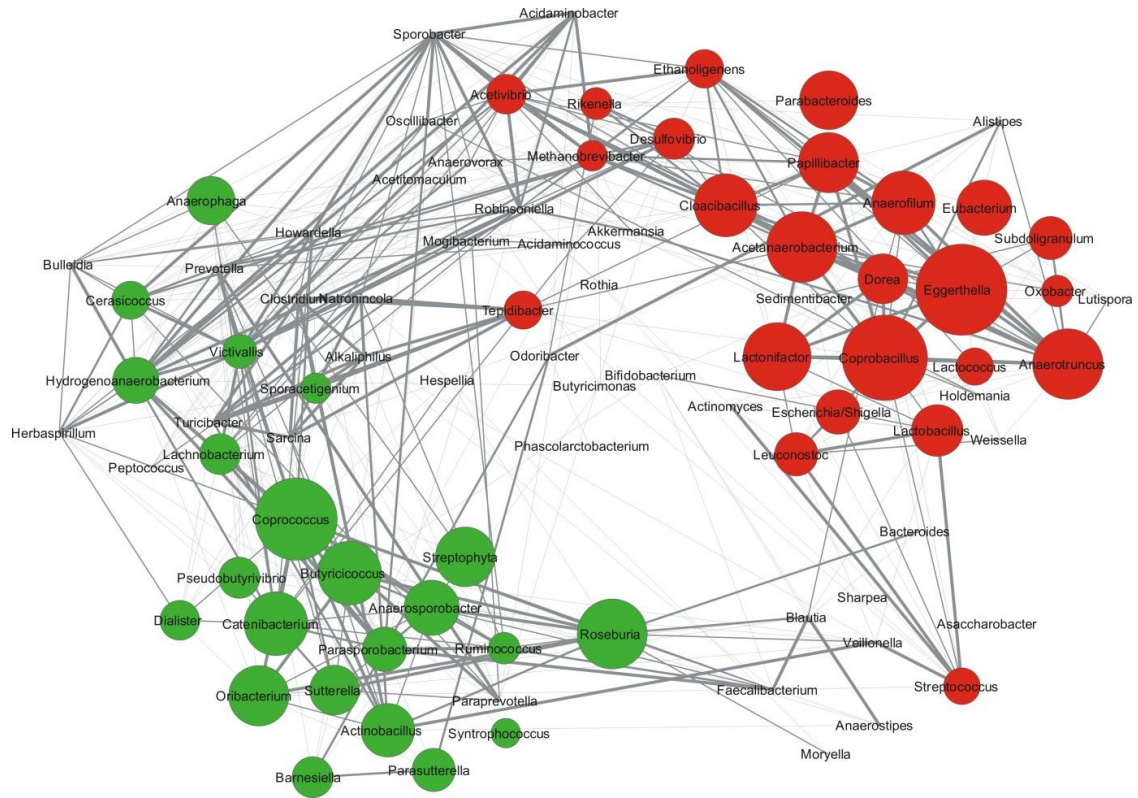 Acidaminobacter
Sporobacter
Ethanoligenens
Acetivibrio
Rikenella
Parabacteroides
Oscillibacter
Alistipes
Desulfovibrio
Methanobrevibacter
Anaerovorax
Papillibacter
Acetitomaculum
Anaerophaga
Robinsoniella
Cloacibacillus
Anaerofilum
Eubacterium
Howardella
Akkermansia
Mogibacterium
Acidaminococcus
Acetanaerobacterium
Subdoligranulum
Bulleidia
Prevotella
Dorea
Rothia
Eggerthella
Oxobacter
Cerasicoccus
Clostridium
Natronincola
Sedimentibacter
Lutispora
Tepidibacter
Victivallis
Alkaliphilus
Odoribacter
Lactonifactor
Coprobacillus
Lactococcus
Anaerotruncus
Hydrogenoanaerobacterium
Sporacetigenium
Hespellia
Butyricimonas
Bifidobacterium
Holdemania
Actinomyces
Escherichia/Shigella
Turicibacter
Herbaspirillum
Sarcina
Lactobacillus
Weissella
Phascolarctobacterium
Lachnobacterium
Leuconostoc
Peptococcus
Coprococcus
Bacteroides
Streptophyta
Pseudobutyrivibrio
Butyricicoccus
Sharpea
Anaerosporobacter
Dialister
Catenibacterium
Blautia
Asaccharobacter
Roseburia
Veillonella
Parasporobacterium
Ruminococcus
Streptococcus
Faecalibacterium
Oribacterium
Sutterella
Paraprevotella
Anaerostipes
Actinobacillus
Syntrophococcus
Moryella
Barnesiella
Parasutterella